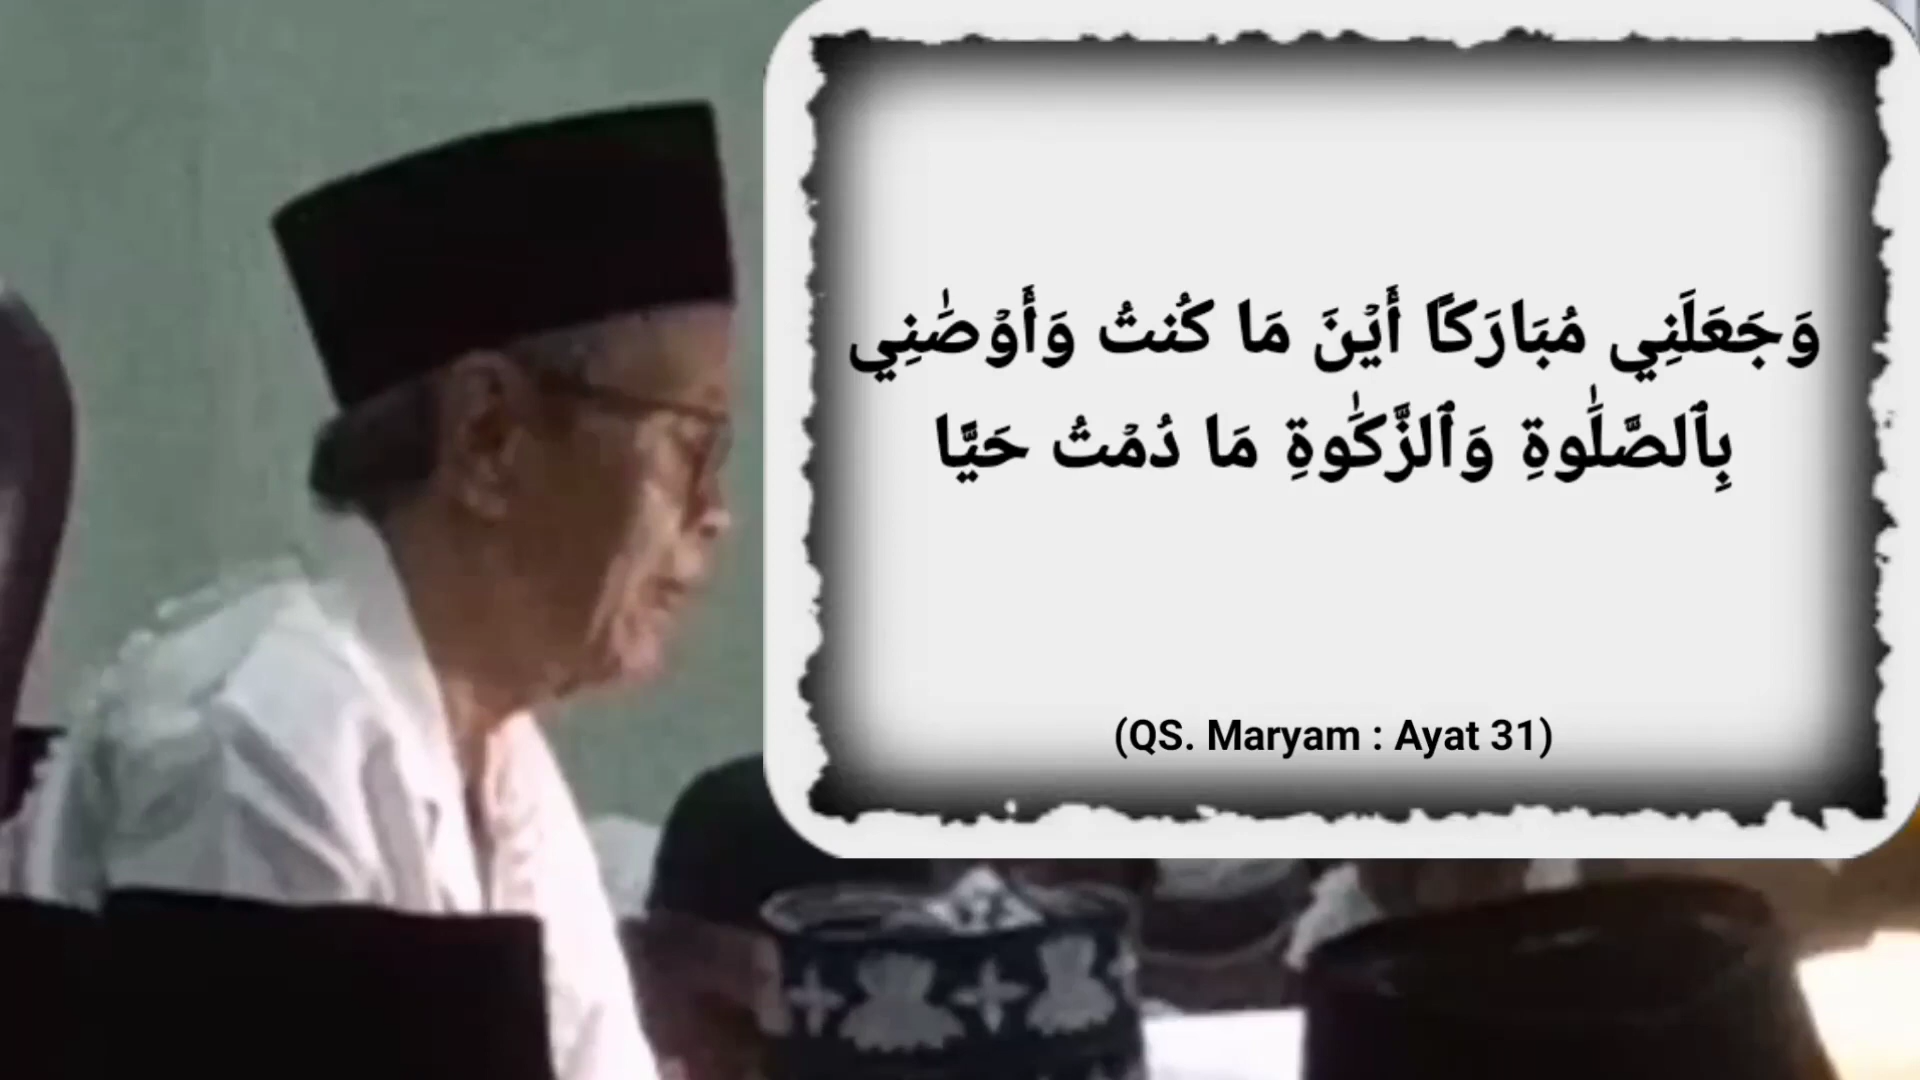 وَجَعَلَنِي مُبَارَكًا أَيۡنَ مَا كُنتُ وَأَوۡصَٰنِي
بِٱلصَّلَوٰةِ وَٱلزَّكَوٰةِ مَا دُمۡتُ حَيّٗا
(QS. Maryam : Ayat 31)